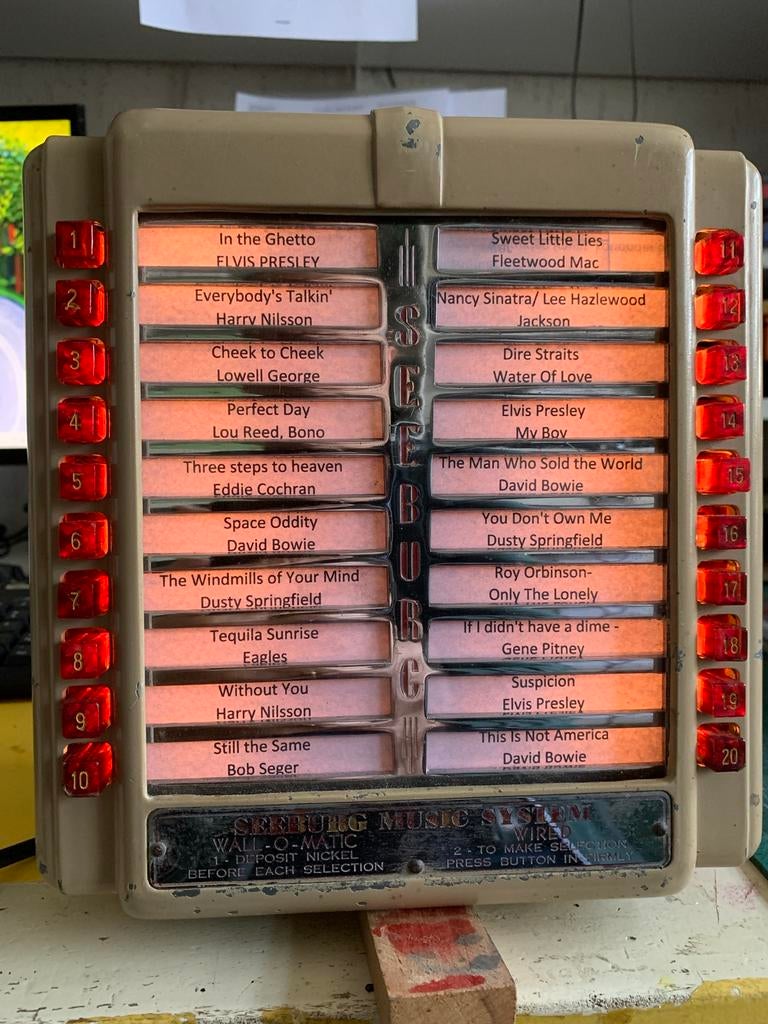 1
In the Ghetto
ELVIS PRESLEY
2
Everybody's Talkin'
Harry Nilsson
3
Cheek to Cheek
Lowell George
4
Perfect Day
Lou Reed, Bono
5
Three steps to heaven
Eddie Cochran
6
Space Oddity
David Bowie
7
The Windmills of Your Mind
Dusty Springfield
8
Tequila Sunrise
Eagles
9
Without You
Harry Nilsson
10
Still the Same
Bob Seger
SEEBURG
Sweet Little Lies
Fleetwood Mac
11
Nancy Sinatra/ Lee Hazlewood
Jackson
12
Dire Straits
Water Of Love
13
Elvis Presley
My Boy
14
The Man Who Sold the World
David Bowie
15
You Don't Own Me
Dusty Springfield
16
Roy Orbinson-
Only The Lonely
17
If I didn't have a dime -
Gene Pitney
18
Suspicion
Elvis Presley
19
This Is Not America
David Bowie
20
SEEBURG MUSIC SYSTEM
WALL-O-MATIC WIRED
1 - DEPOSIT NICKEL
BEFORE EACH SELECTION
2 - TO MAKE SELECTION
PRESS BUTTON IN FIRMLY